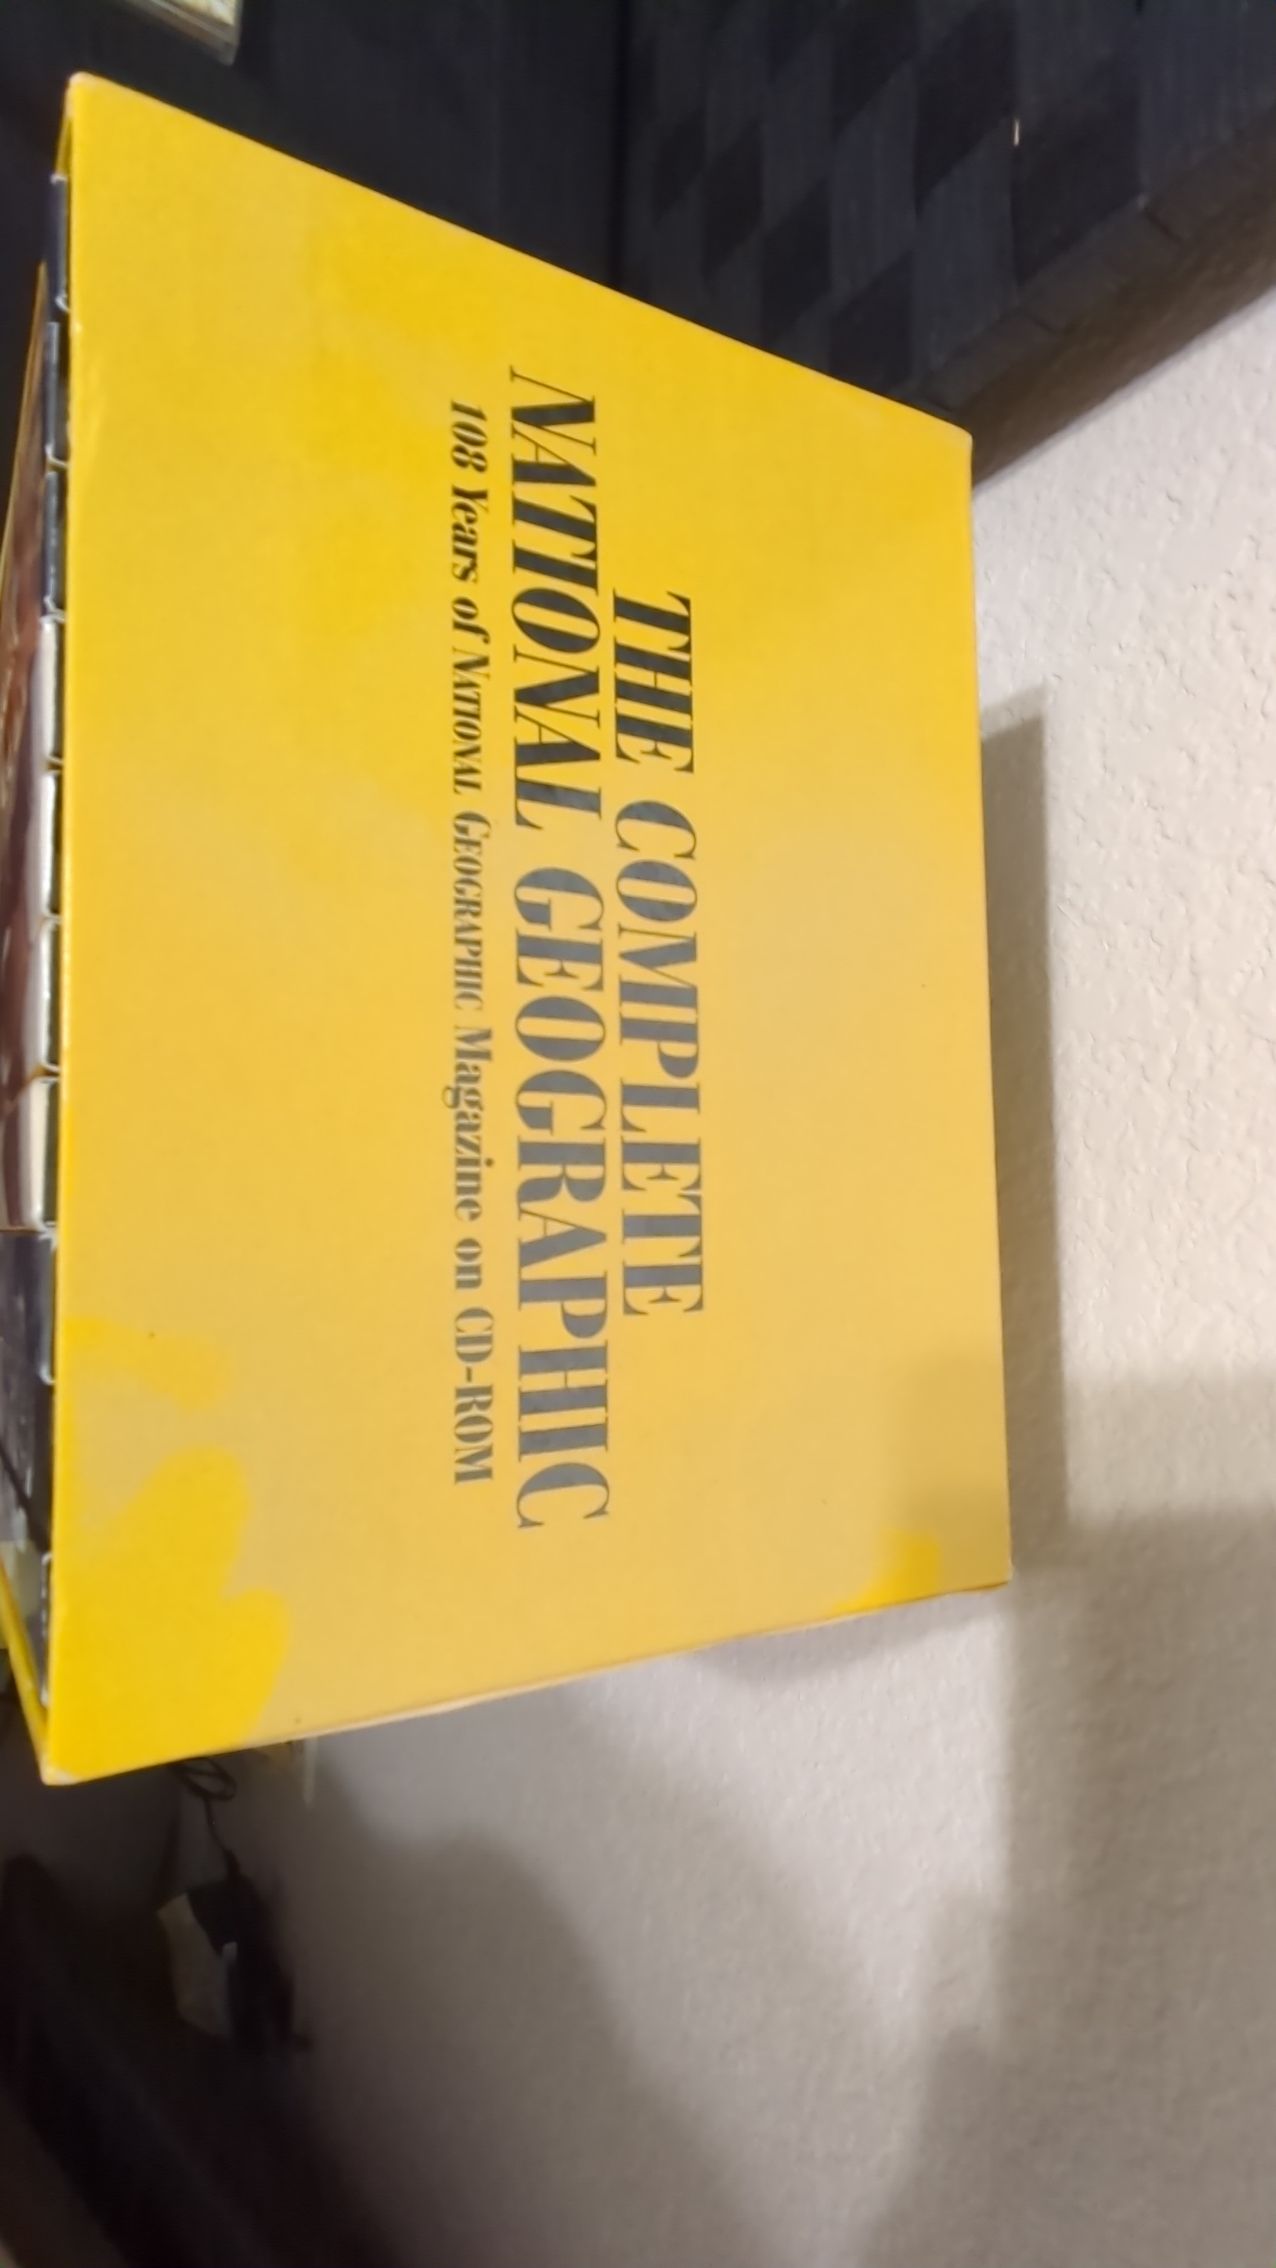 THE COMPLETE
NATIONAL GEOGRAPHIC
108 Years of NATIONAL GEOGRAPHIC Magazine on CD-ROM